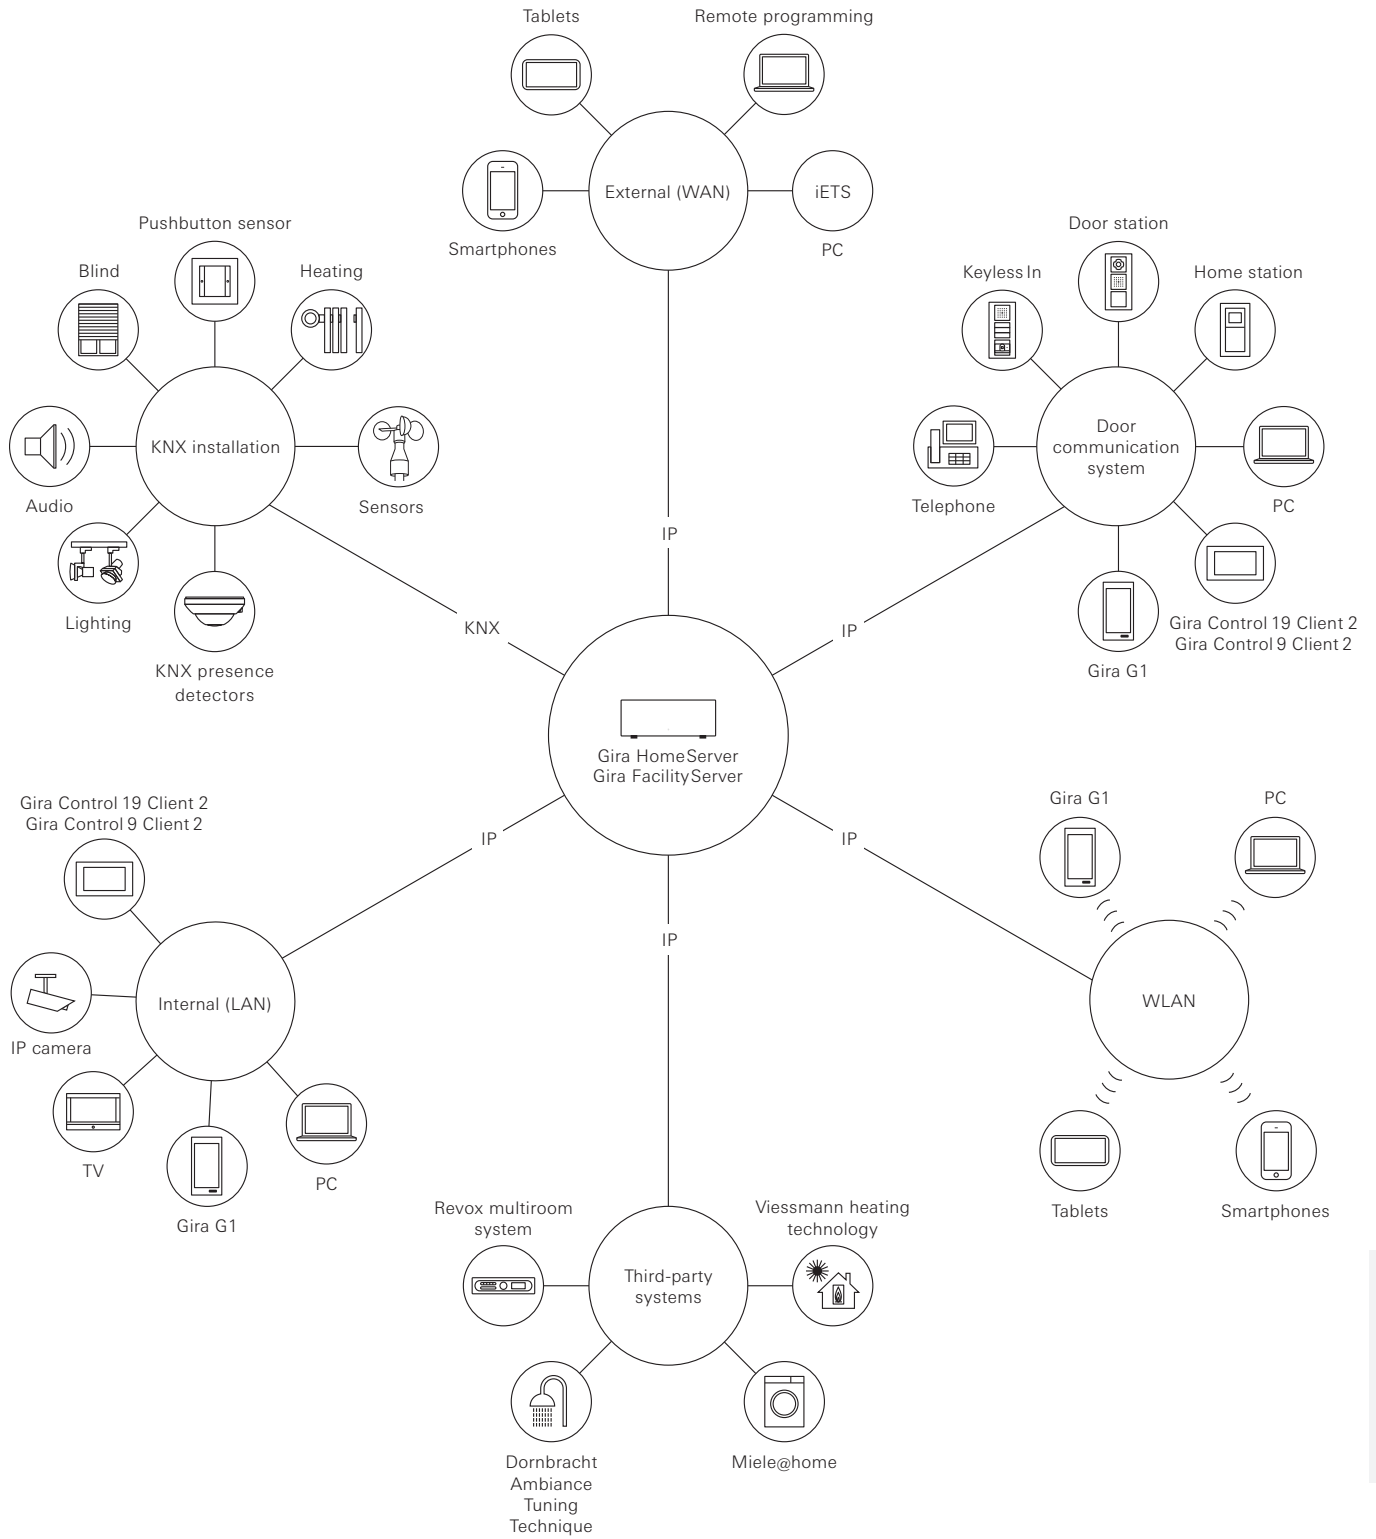 Tablets
Remote programming
External (WAN)
iETS
Smartphones
PC
Pushbutton sensor
Blind
Heating
KNX installation
Audio
Sensors
Lighting
KNX presence
detectors
Door station
Keyless In
Home station
Door
communication
system
Telephone
PC
Gira Control 19 Client 2
Gira Control 9 Client 2
Gira G1
IP
KNX
IP
Gira HomeServer
Gira FacilityServer
IP
IP
IP
Gira Control 19 Client 2
Gira Control 9 Client 2
Internal (LAN)
IP camera
TV
PC
Gira G1
Gira G1
PC
WLAN
Tablets
Smartphones
Revox multiroom
system
Viessmann heating
technology
Third-party
systems
Dornbracht
Ambiance
Tuning
Technique
Miele@home